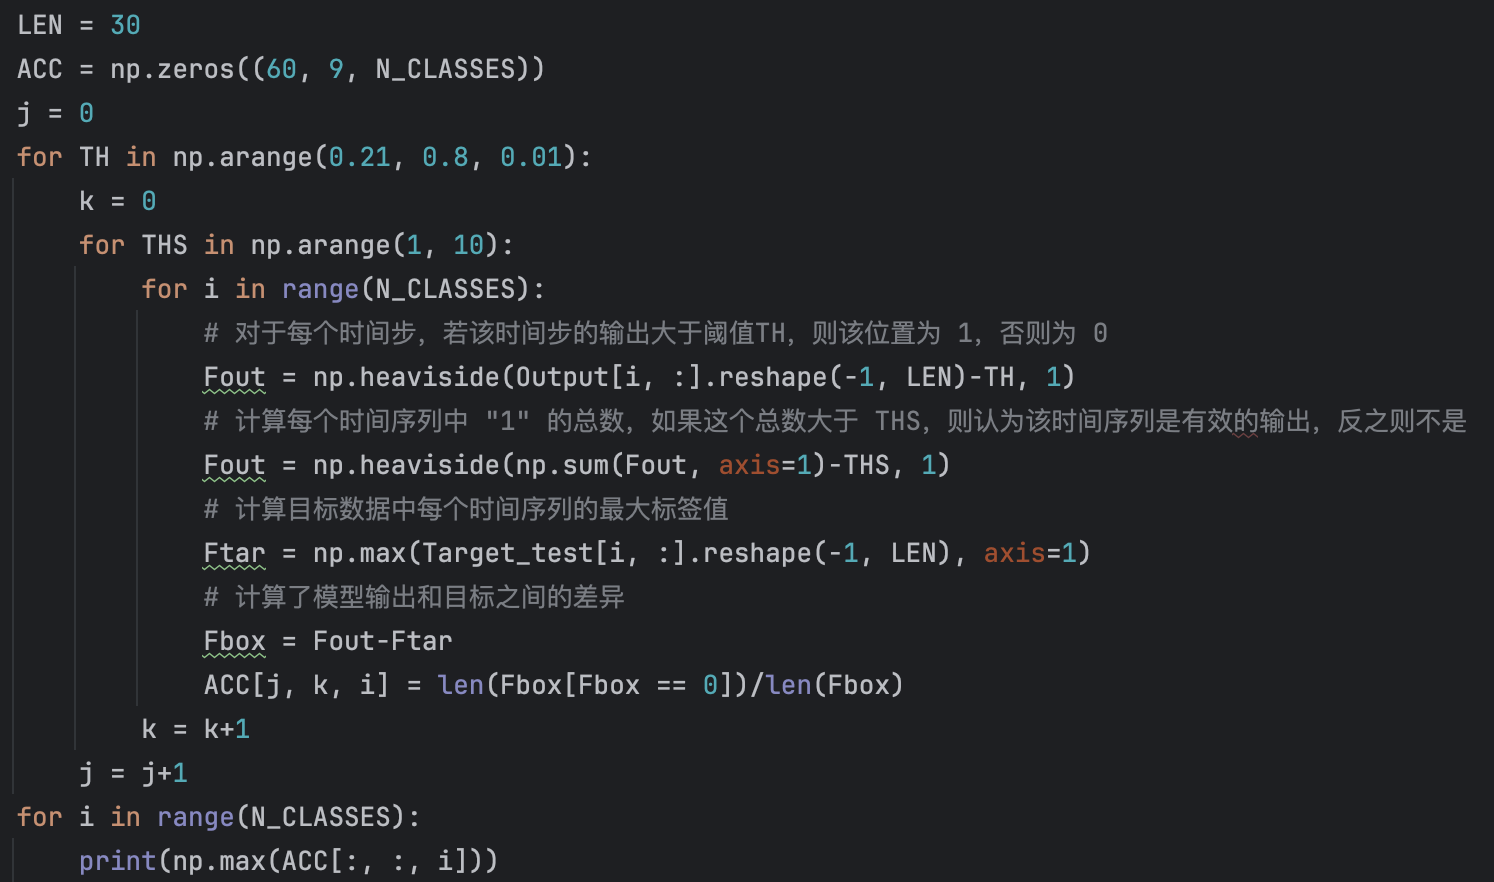 LEN = 30
ACC = np.zeros((60, 9, N_CLASSES))
j = 0
for TH in np.arange(0.21, 0.8, 0.01):
    k = 0
    for THS in np.arange(1, 10):
        for i in range(N_CLASSES):
            # 对于每个时间步，若该时间步的输出大于阈值TH，则该位置为 1，否则为 0
            Fout = np.heaviside(Output[i, :].reshape(-1, LEN)-TH, 1)
            # 计算每个时间序列中 "1" 的总数，如果这个总数大于 THS，则认为该时间序列是有效的输出，反之则不是
            Fout = np.heaviside(np.sum(Fout, axis=1)-THS, 1)
            # 计算目标数据中每个时间序列的最大标签值
            Ftar = np.max(Target_test[i, :].reshape(-1, LEN), axis=1)
            # 计算了模型输出和目标之间的差异
            Fbox = Fout-Ftar
            ACC[j, k, i] = len(Fbox[Fbox == 0])/len(Fbox)
        k = k+1
    j = j+1
for i in range(N_CLASSES):
    print(np.max(ACC[:, :, i]))